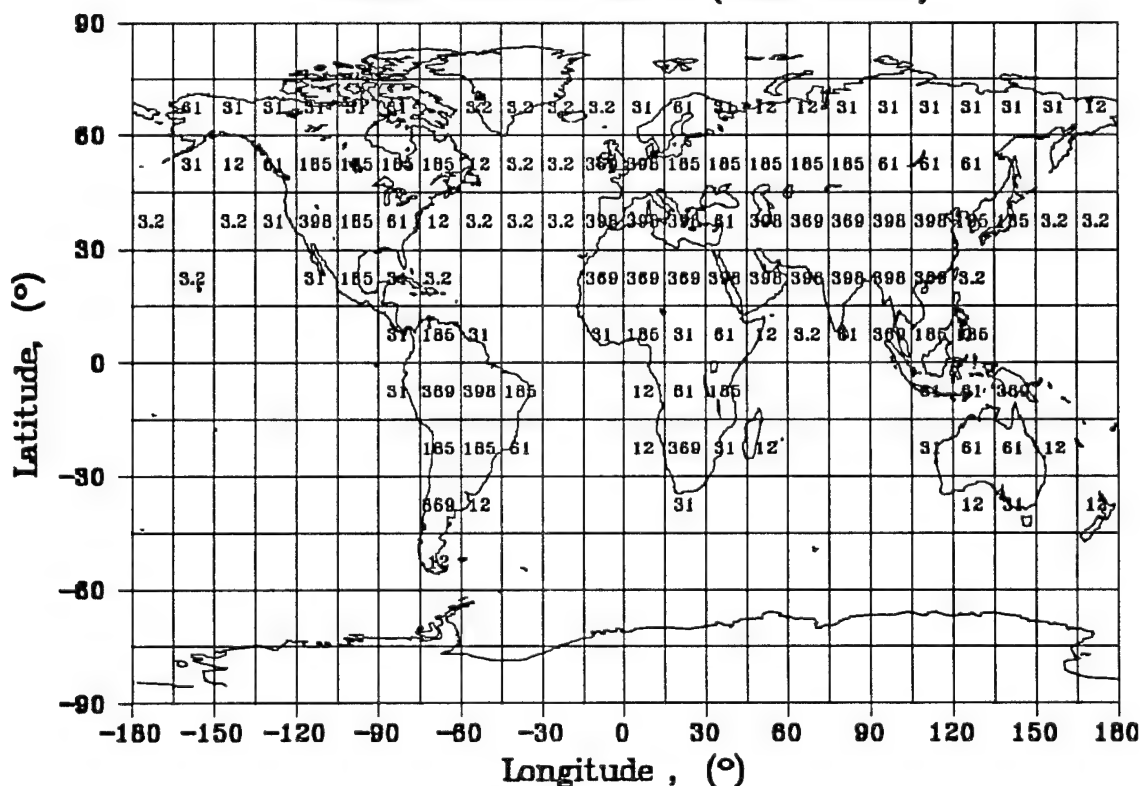 90
61 31 31 31 31 61 3.2 3.2 3.2 3.2 31 61 31 12 12 31 31 31 31 31 31 12
60
31 12 61 185 185 185 185 12 3.2 3.2 369 398 185 185 185 185 185 61 61 61
3.2 3.2 31 398 185 61 12 3.2 3.2 3.2 398 398 398 61 398 369 369 398 398 185 185 3.2 3.2
30
3.2 31 185 31 3.2 369 369 369 398 398 398 398 398 369 3.2
31 185 31 31 185 31 61 12 3.2 61 369 185 185
0
31 369 398 185 12 61 185 31 31 369
185 185 61 12 369 31 12 31 61 61 12
-30
369 12 31 12 31 12
12
-60
-90
-180 -150 -120 -90 -60 -30 0 30 60 90 120 150 180
Latitude, (°)
Longitude , (°)